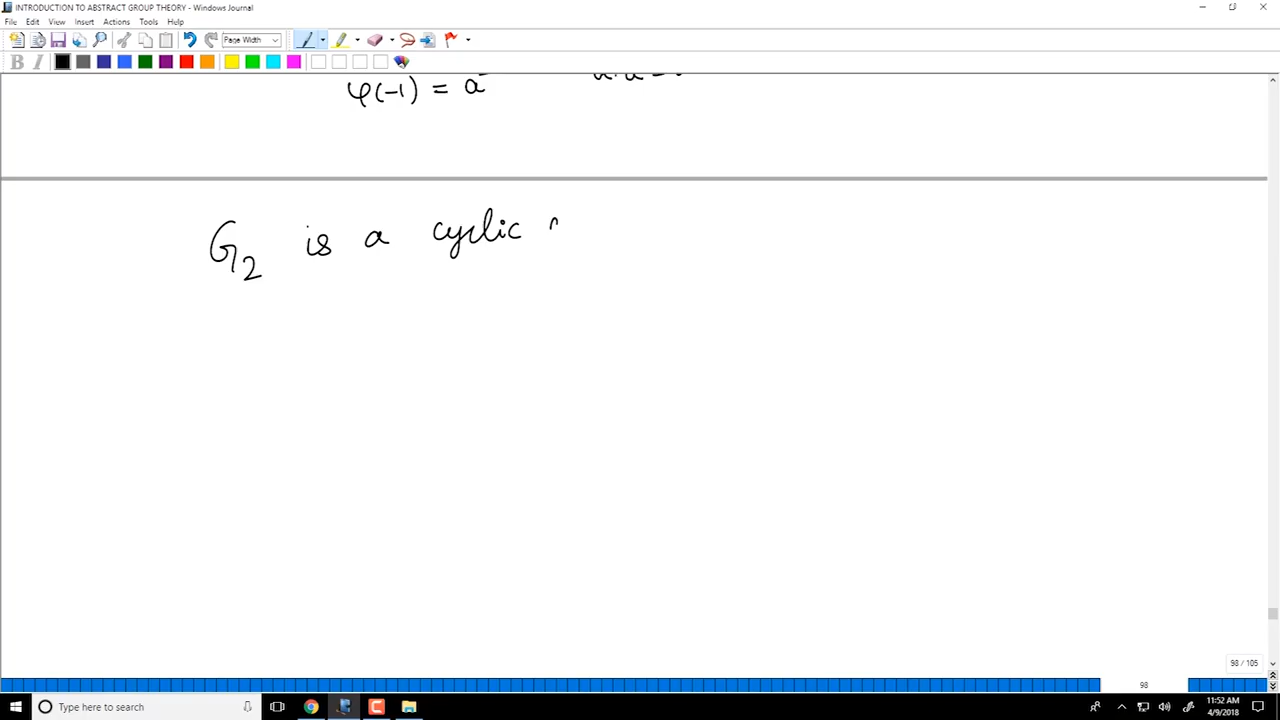 INTRODUCTION TO ABSTRACT GROUP THEORY - Windows Journal
File Edit View Insert Actions Tools Help
Page Width
B I
φ(-1) = a
G₂ is a cyclic
98 / 105
98
Type here to search
11:52 AM
4/9/2018